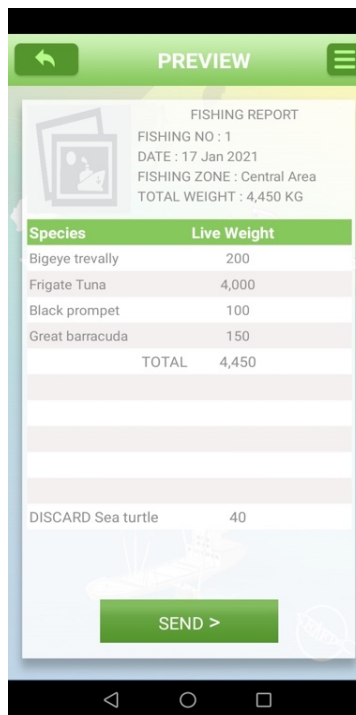 PREVIEW
FISHING REPORT
FISHING NO : 1
DATE : 17 Jan 2021
FISHING ZONE : Central Area
TOTAL WEIGHT : 4,450 KG
Species Live Weight
Bigeye trevally 200
Frigate Tuna 4,000
Black prompet 100
Great barracuda 150
TOTAL 4,450
DISCARD Sea turtle 40
SEND >